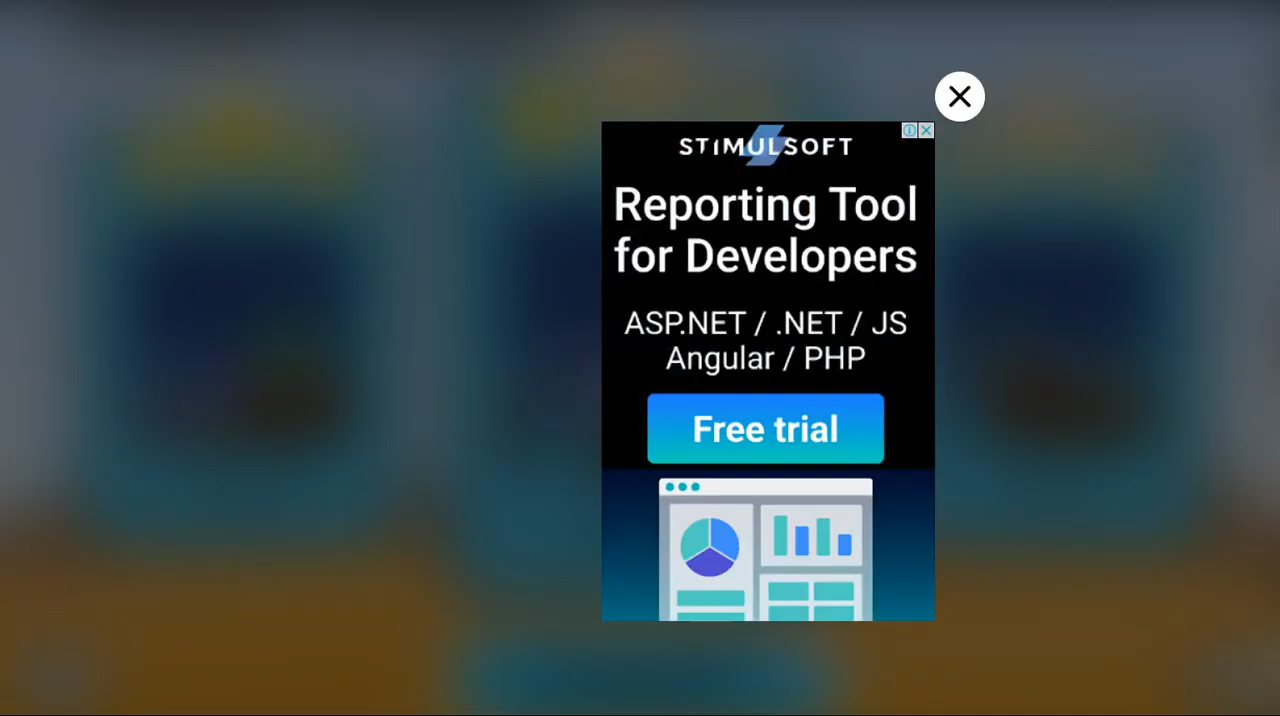 STIMULSOFT
Reporting Tool
for Developers
ASP.NET / .NET / JS
Angular / PHP
Free trial